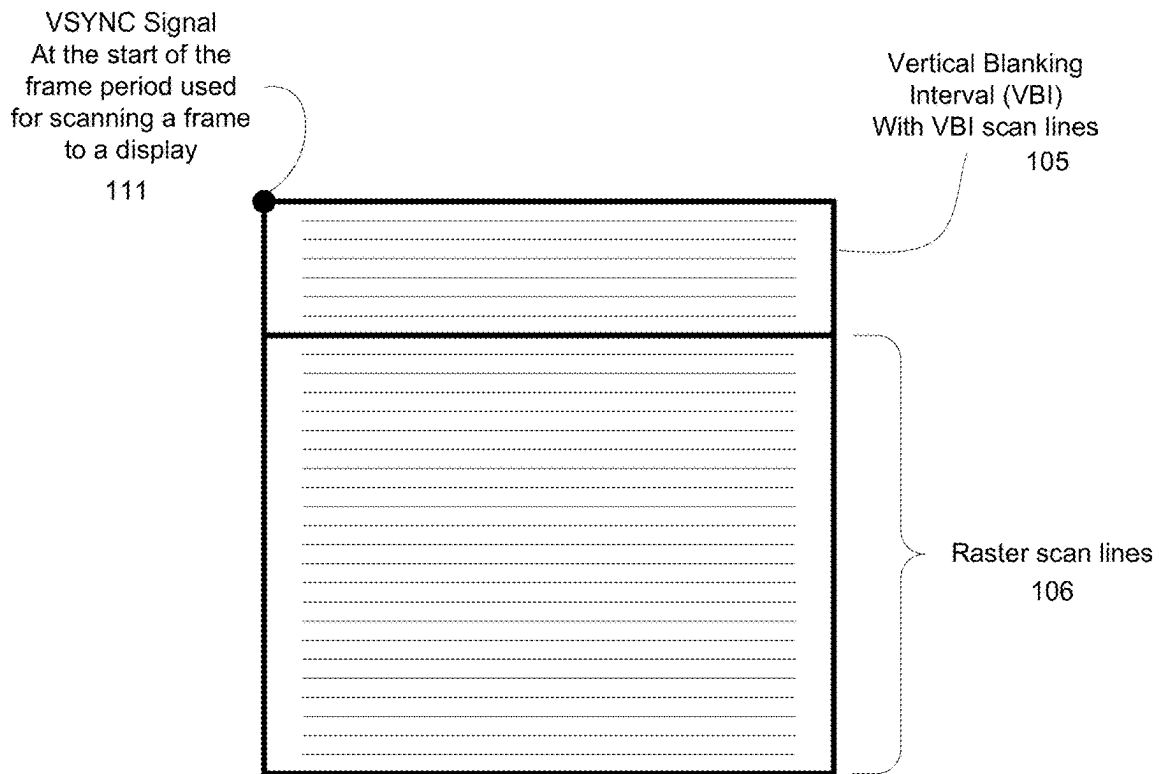 VSYNC Signal
At the start of the
frame period used
for scanning a frame
to a display
111
Vertical Blanking
Interval (VBI)
With VBI scan lines
105
Raster scan lines
106